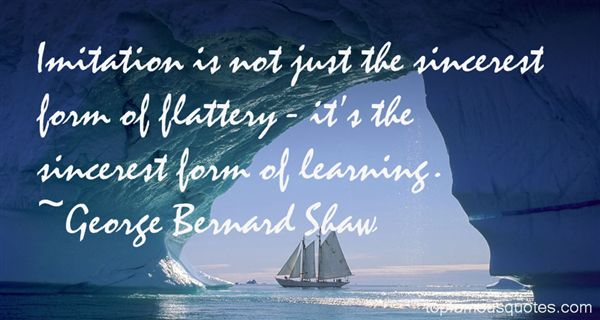 Imitation is not just the sincerest
form of flattery - it's the
sincerest form of learning.
~George Bernard Shaw
topfamousquotes.com